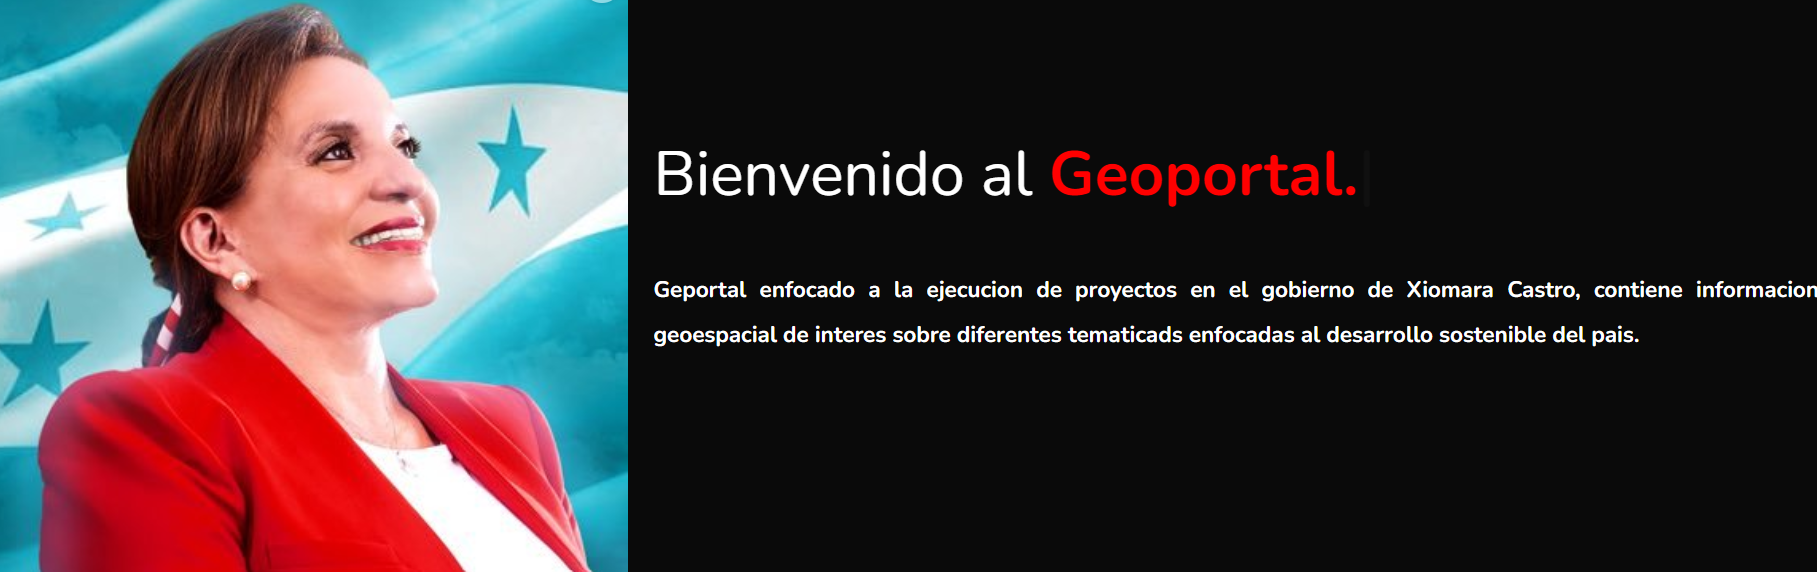 Bienvenido al Geoportal.
Geportal enfocado a la ejecucion de proyectos en el gobierno de Xiomara Castro, contiene informacion
geoespacial de interes sobre diferentes tematicads enfocadas al desarrollo sostenible del pais.